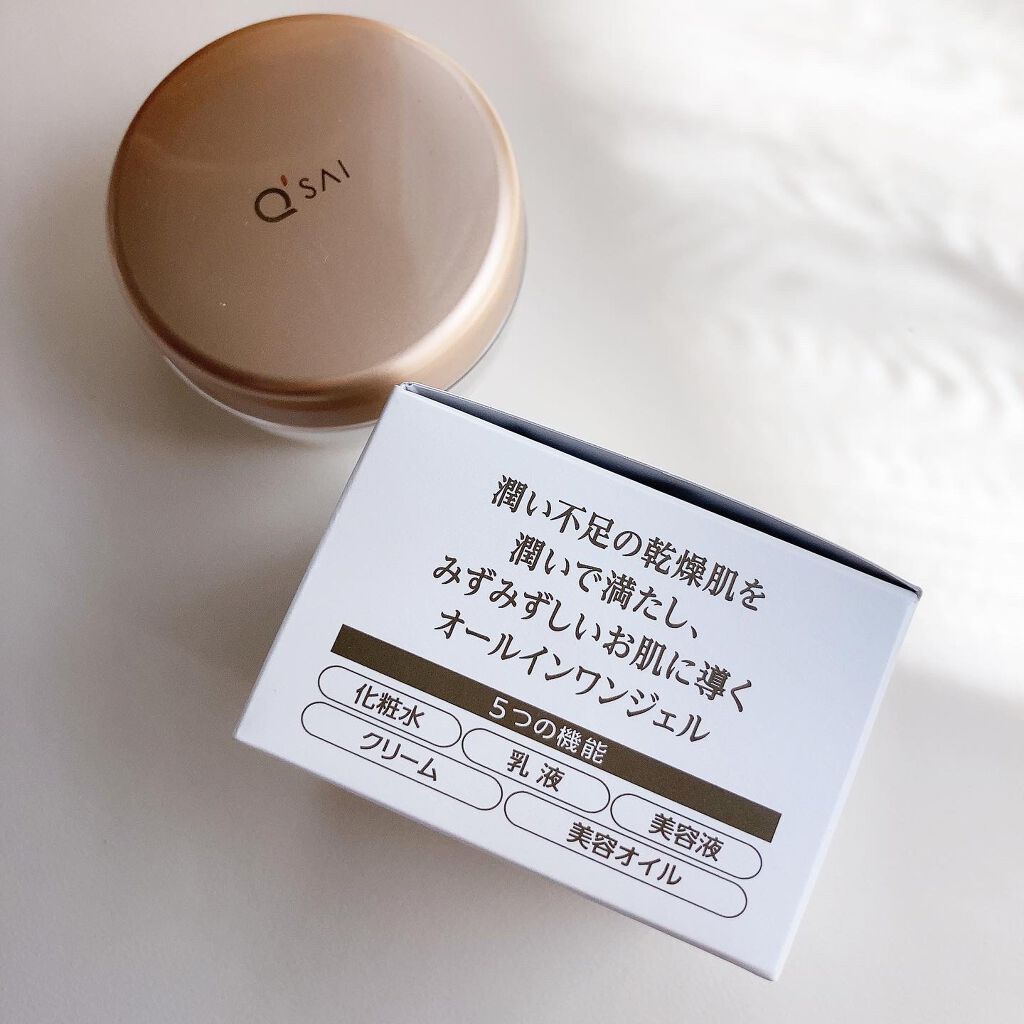 Q'SAI
潤い不足の乾燥肌を
潤いで満たし、
みずみずしいお肌に導く
オールインワンジェル
5つの機能
化粧水 乳液 美容液
クリーム 美容オイル